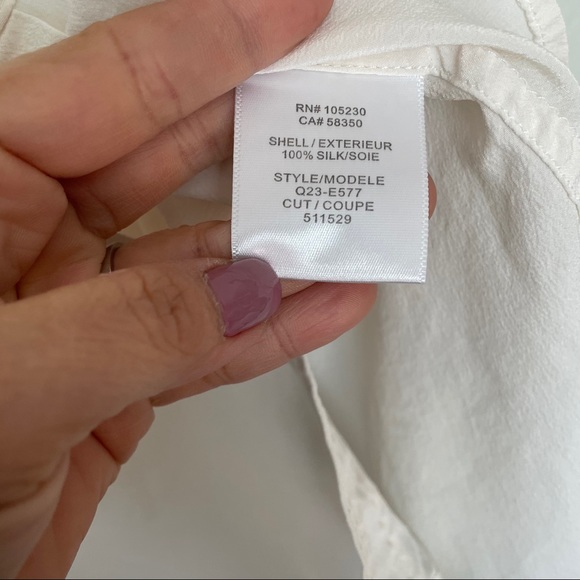 RN# 105230
CA# 58350
SHELL / EXTERIEUR
100% SILK/SOIE
STYLE/MODELE
Q23-E577
CUT / COUPE
511529